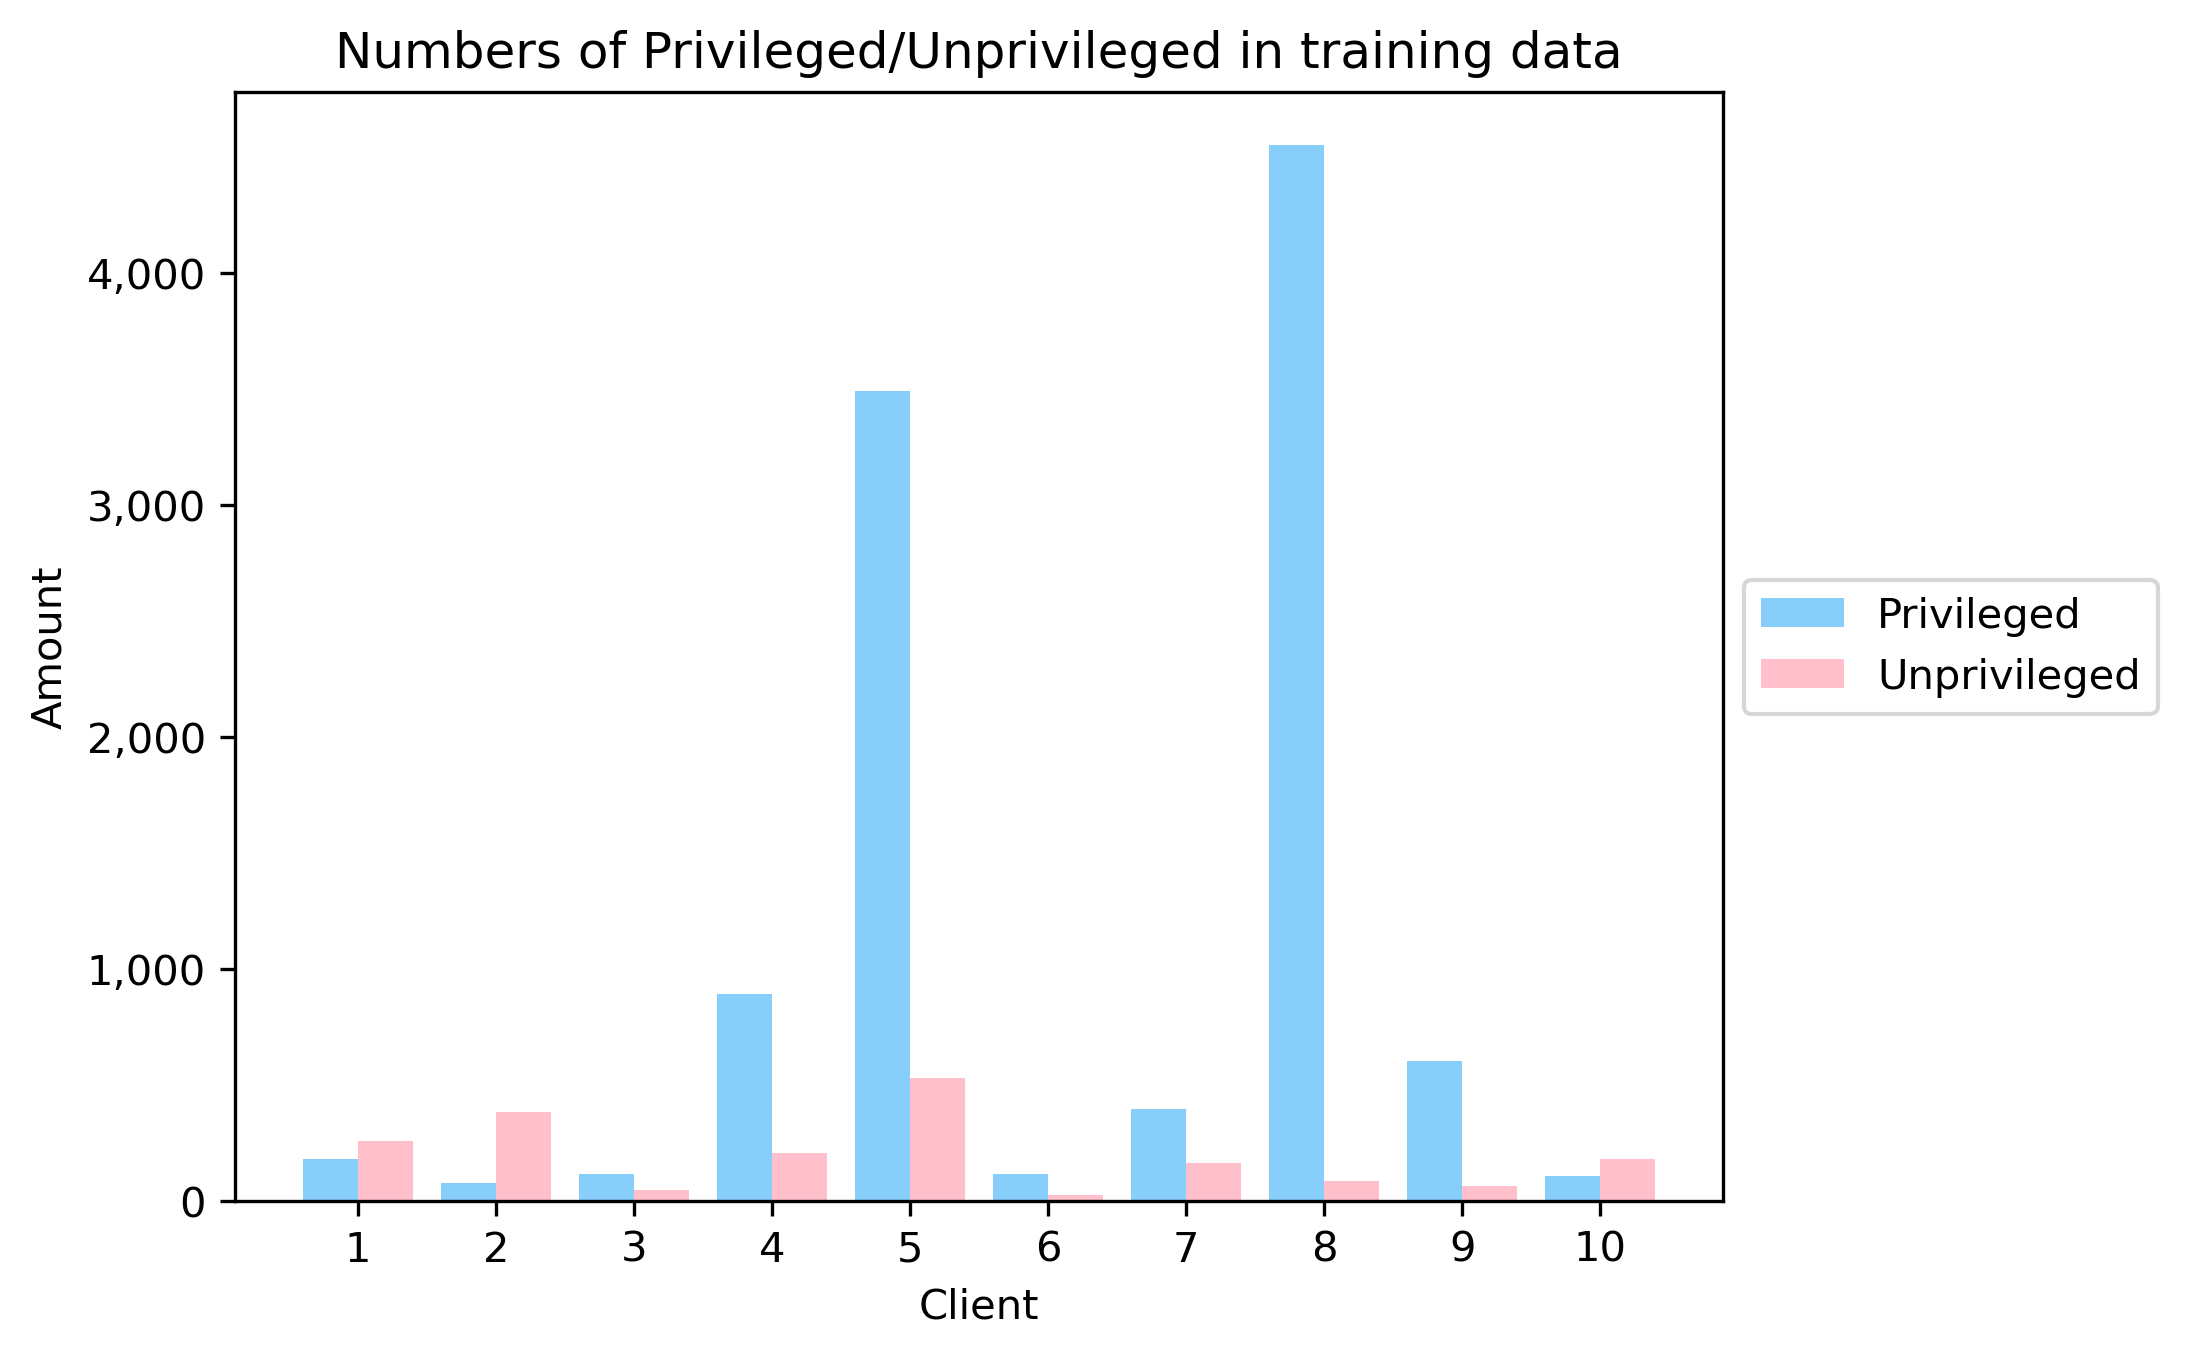 Numbers of Privileged/Unprivileged in training data
4,000
3,000
2,000
1,000
0
Amount
1 2 3 4 5 6 7 8 9 10
Client
Privileged
Unprivileged